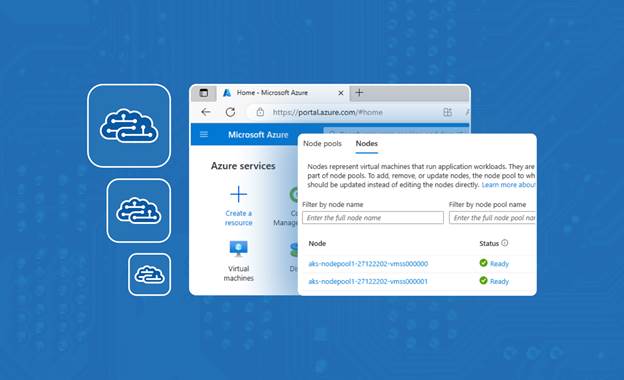 Home - Microsoft Azure
https://portal.azure.com/#home
Microsoft Azure
Azure services
Create a
resource
Virtual
machines
Node pools
Nodes
Nodes represent virtual machines that run application workloads. They are
part of node pools. To add, remove, or update nodes, the node pool to
should be updated instead of editing the nodes directly. Learn more about
Filter by node name
Filter by node pool name
Enter the full node name
Enter the full node pool
Node
Status
aks-nodepool1-27122202-vmss000000
Ready
aks-nodepool1-27122202-vmss000001
Ready